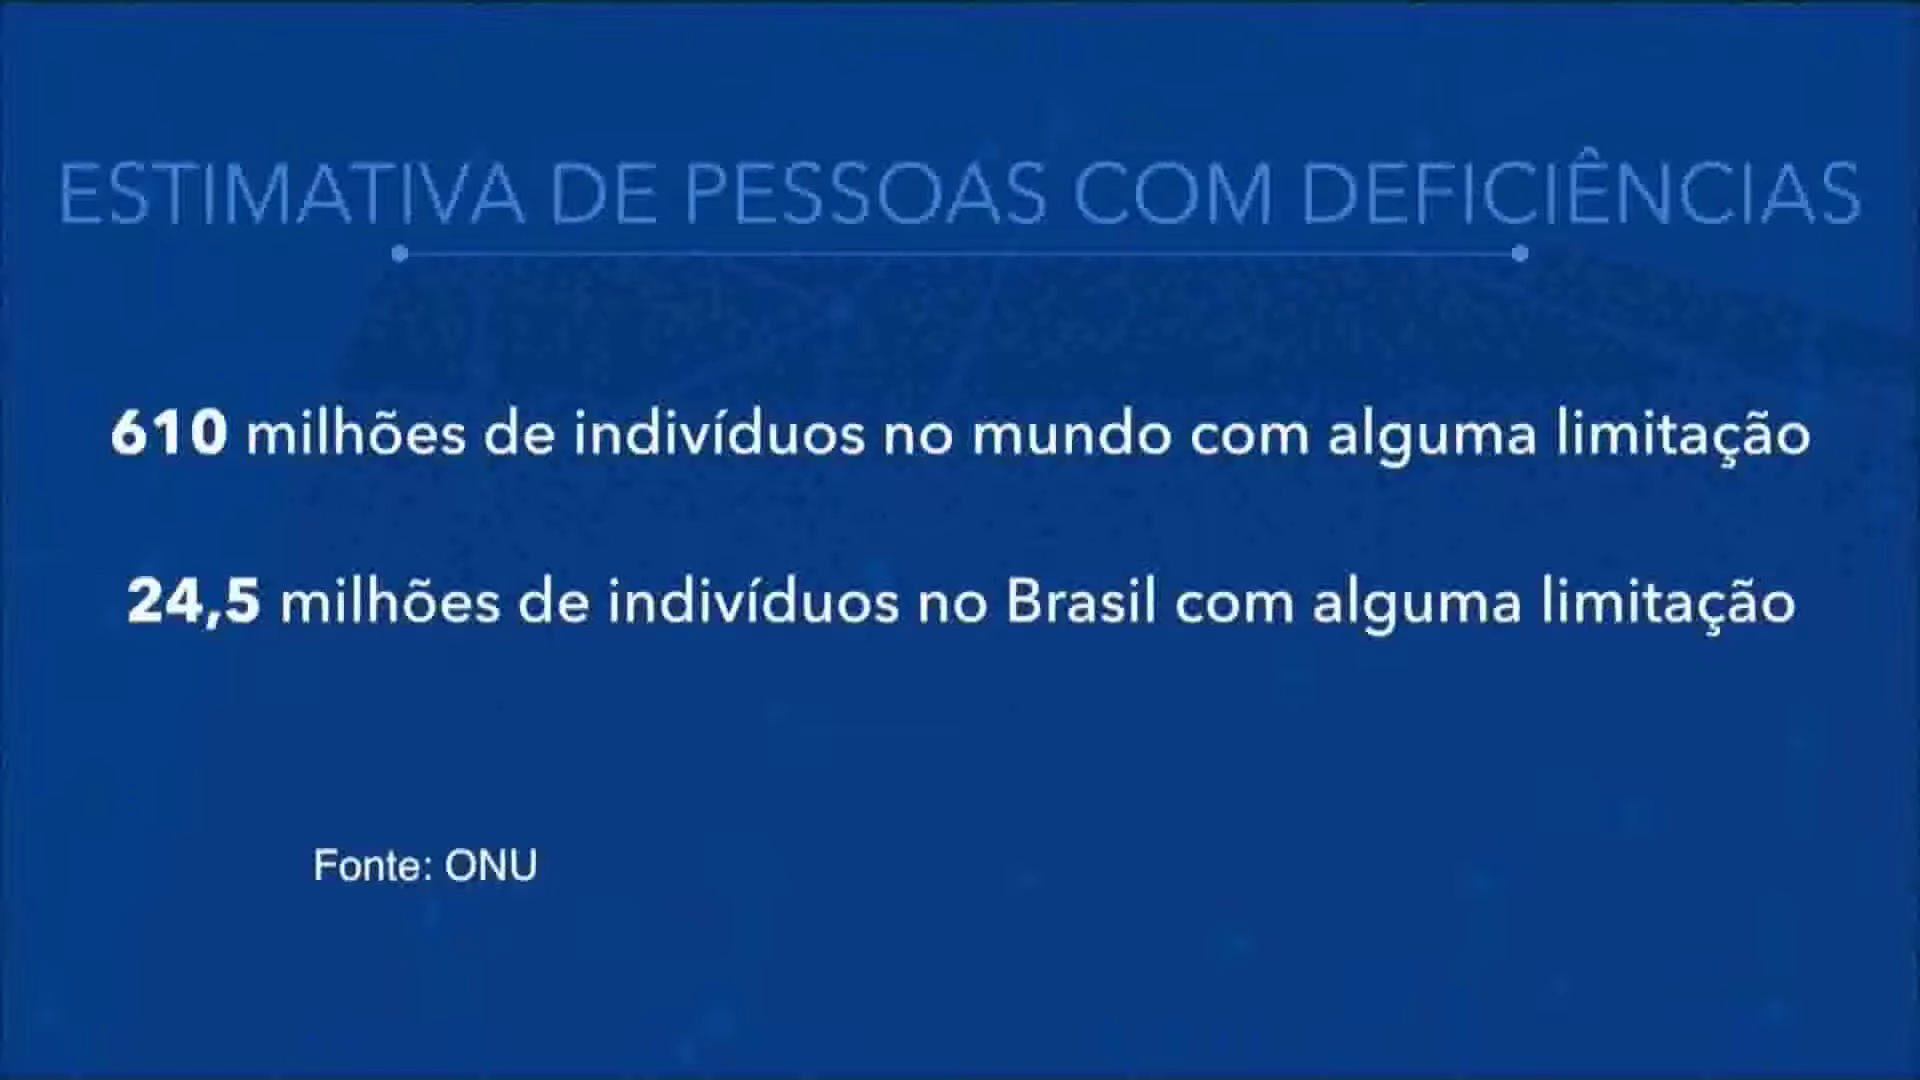 ESTIMATIVA DE PESSOAS COM DEFICIÊNCIAS
610 milhões de indivíduos no mundo com alguma limitação
24,5 milhões de indivíduos no Brasil com alguma limitação
Fonte: ONU